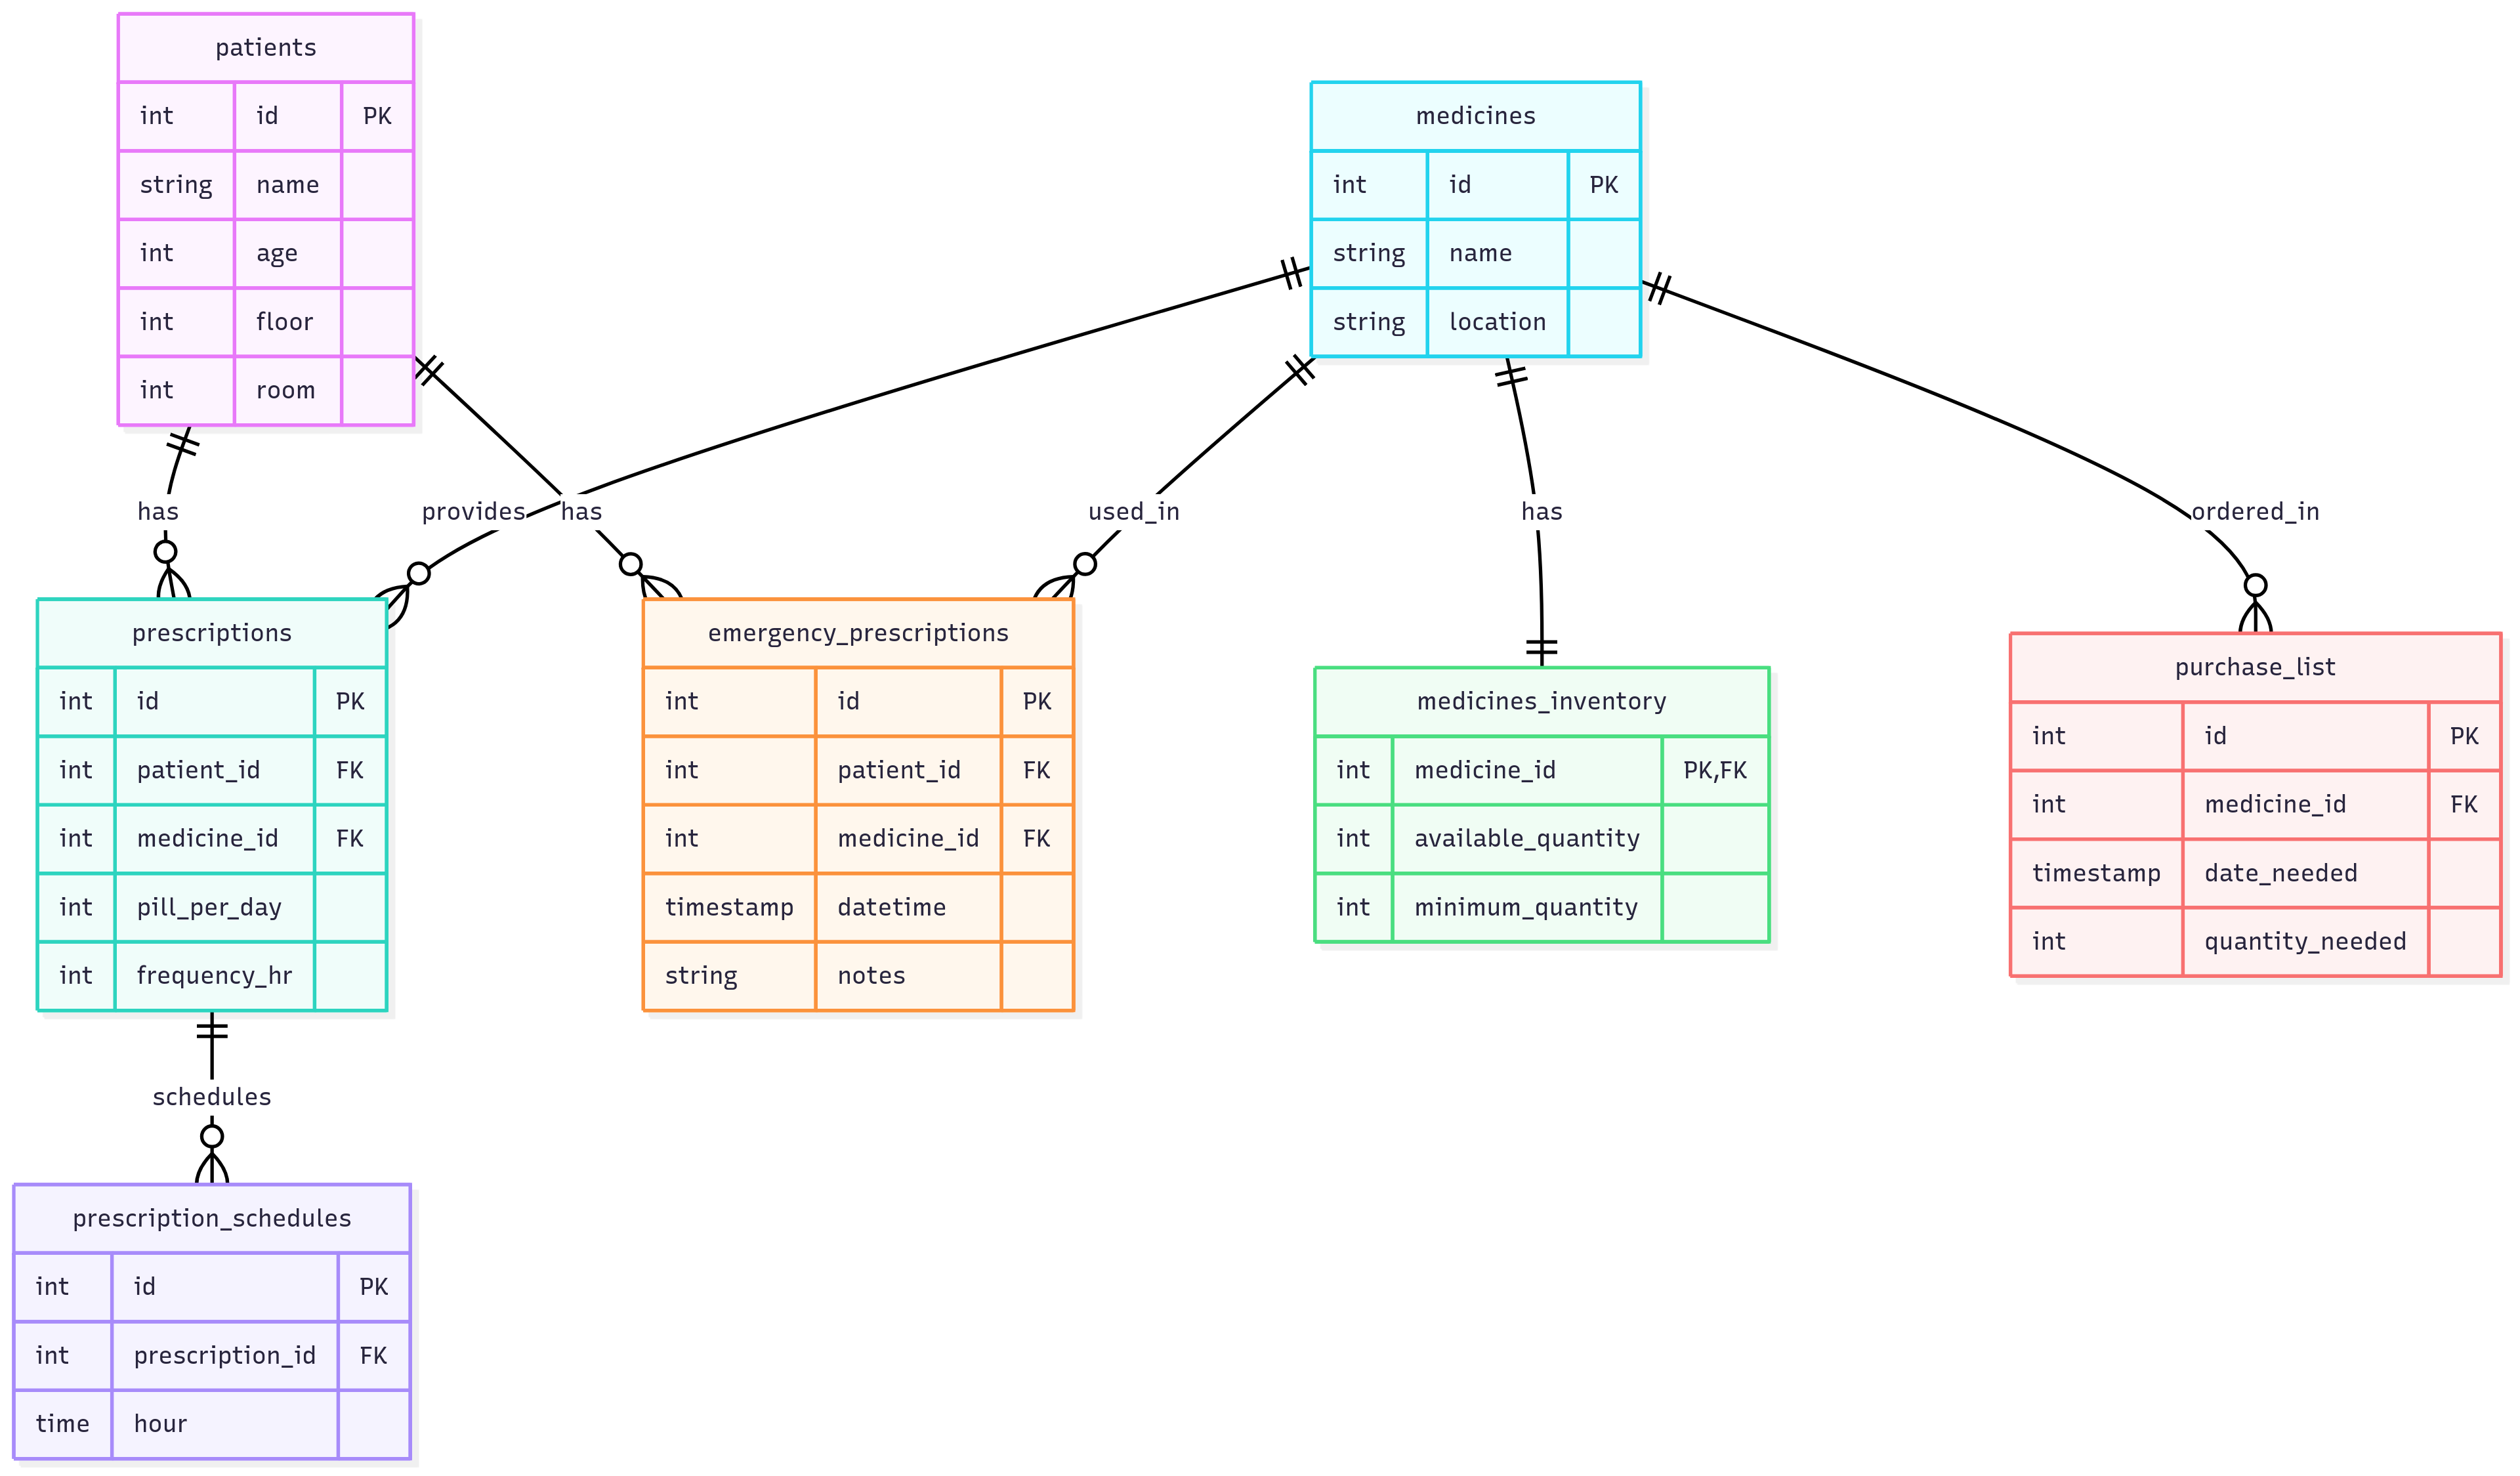 patients
int id PK
string name
int age
int floor
int room
medicines
int id PK
string name
string location
has
provides
has
used_in
has
ordered_in
prescriptions
int id PK
int patient_id FK
int medicine_id FK
int pill_per_day
int frequency_hr
emergency_prescriptions
int id PK
int patient_id FK
int medicine_id FK
timestamp datetime
string notes
medicines_inventory
int medicine_id PK,FK
int available_quantity
int minimum_quantity
purchase_list
int id PK
int medicine_id FK
timestamp date_needed
int quantity_needed
schedules
prescription_schedules
int id PK
int prescription_id FK
time hour